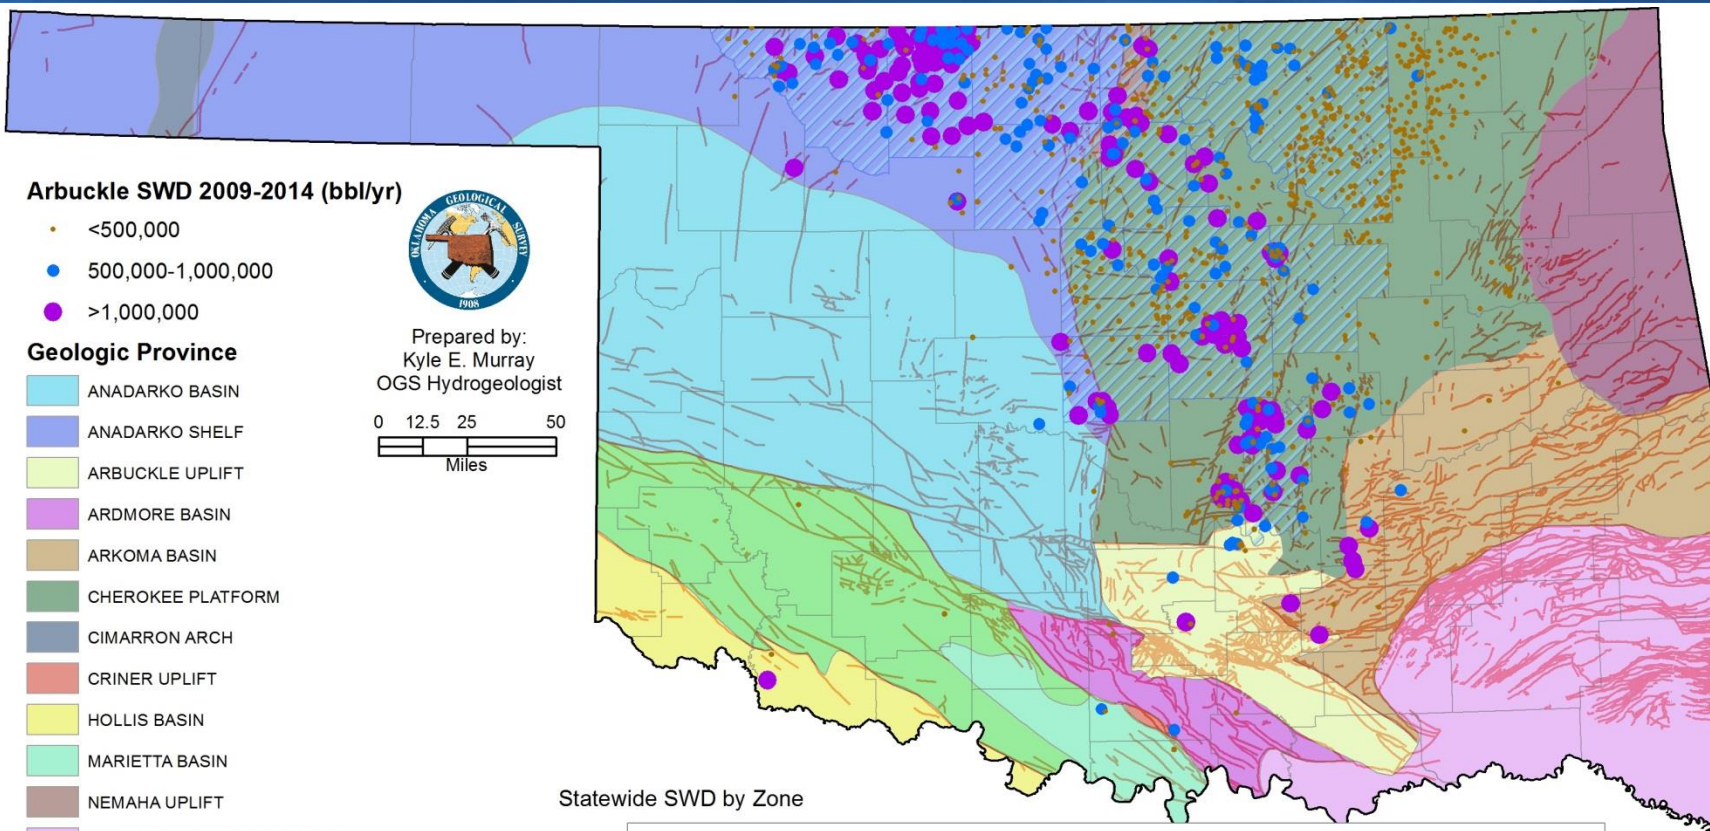 Arbuckle SWD 2009-2014 (bbl/yr)
<500,000
500,000-1,000,000
>1,000,000
Geologic Province
ANADARKO BASIN
ANADARKO SHELF
ARBUCKLE UPLIFT
ARDMORE BASIN
ARKOMA BASIN
CHEROKEE PLATFORM
CIMARRON ARCH
CRINER UPLIFT
HOLLIS BASIN
MARIETTA BASIN
NEMAHA UPLIFT
OKLAHOMA GEOLOGICAL SURVEY
1908
Prepared by:
Kyle E. Murray
OGS Hydrogeologist
0 12.5 25 50
Miles
Statewide SWD by Zone